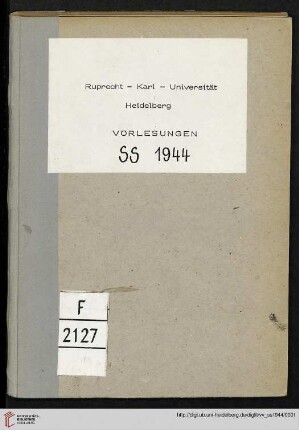 Ruprecht - Karl - Universität
Heidelberg
VORLESUNGEN
SS 1944
F
2127